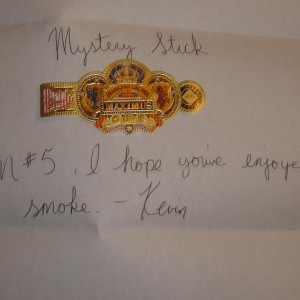 Mystery Stick
MAXIMUS
#5. I hope you've enjoye
smoke. - Kevin